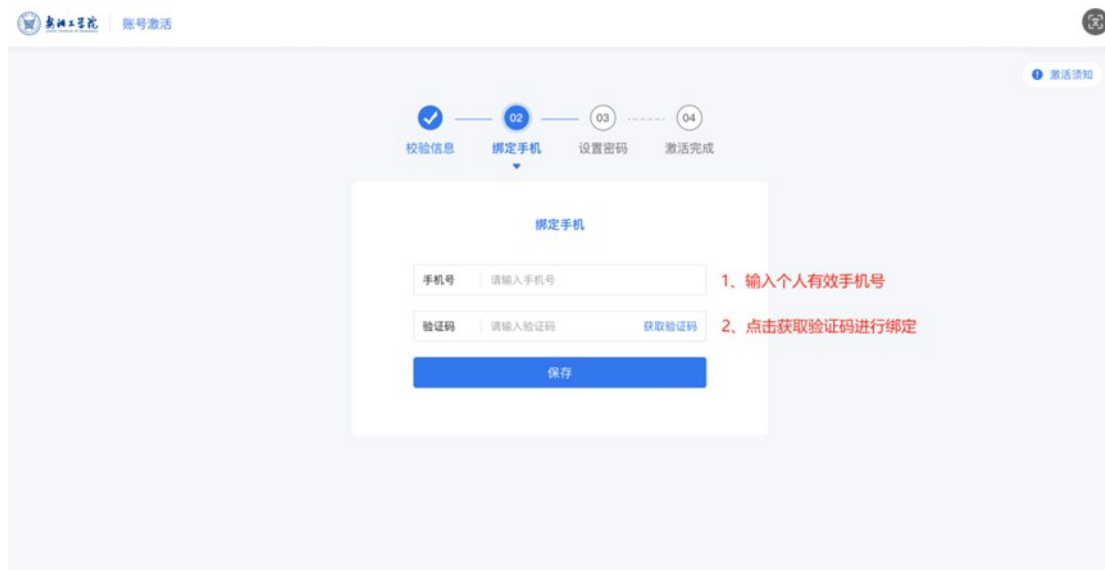 账号激活
激活须知
02
03
04
校验信息
绑定手机
设置密码
激活完成
绑定手机
手机号 请输入手机号
1、输入个人有效手机号
验证码 请输入验证码 获取验证码
2、点击获取验证码进行绑定
保存